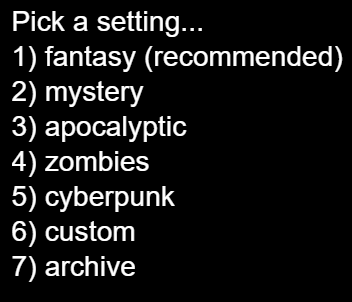 Pick a setting...
1) fantasy (recommended)
2) mystery
3) apocalyptic
4) zombies
5) cyberpunk
6) custom
7) archive